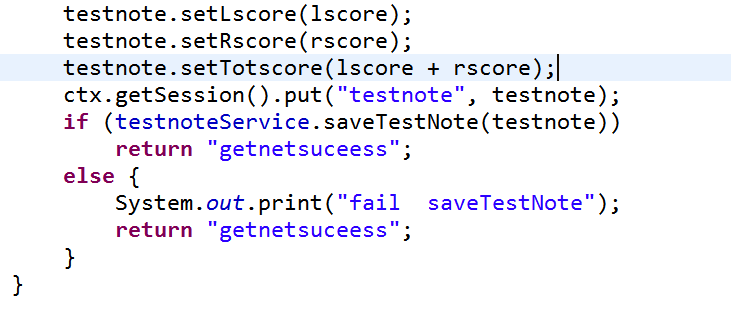 testnote.setLscore(lscore);
testnote.setRscore(rscore);
testnote.setTotscore(lscore + rscore);
ctx.getSession().put("testnote", testnote);
if (testnoteService.saveTestNote(testnote))
return "getnetsuceess";
else {
System.out.print("fail  saveTestNote");
return "getnetsuceess";
}
}